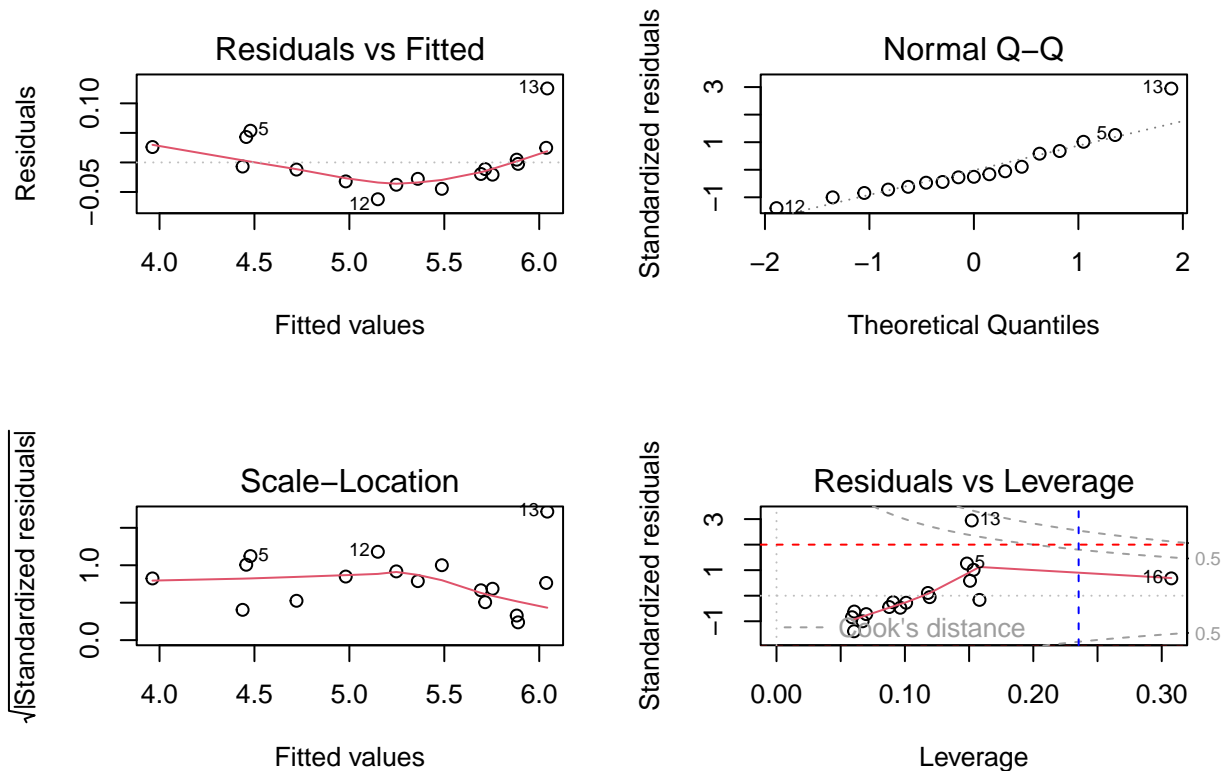 Residuals vs Fitted
Residuals
0.10
−0.05
13
5
12
4.0 4.5 5.0 5.5 6.0
Fitted values
Normal Q−Q
Standardized residuals
3
1
−1
13
5
12
−2 −1 0 1 2
Theoretical Quantiles
Scale−Location
√|Standardized residuals|
1.0
0.0
13
12
5
4.0 4.5 5.0 5.5 6.0
Fitted values
Residuals vs Leverage
Standardized residuals
3
1
−1
13
5
16
0.5
0.5
Cook's distance
0.00 0.10 0.20 0.30
Leverage